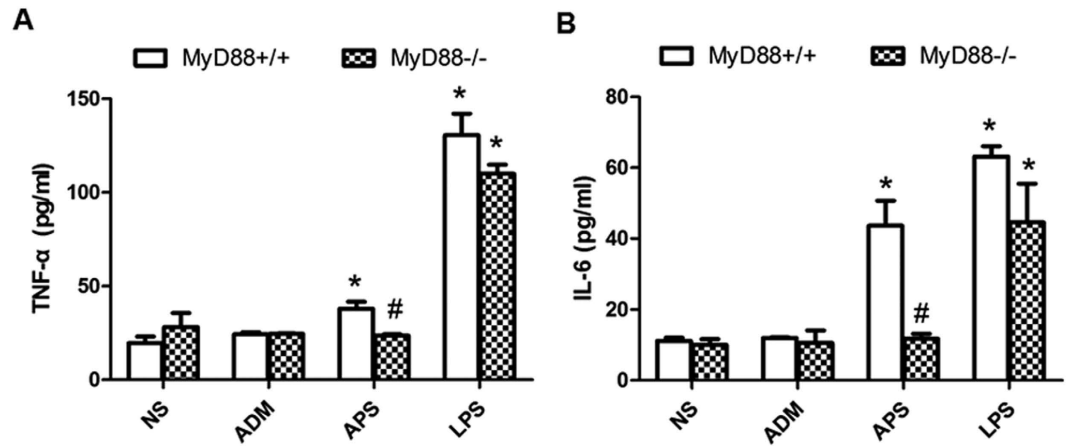 A
MyD88+/+ MyD88-/-
TNF-α (pg/ml)
150
100
50
0
*
*
*
#
NS ADM APS LPS
B
MyD88+/+ MyD88-/-
IL-6 (pg/ml)
80
60
40
20
0
*
*
*
#
NS ADM APS LPS